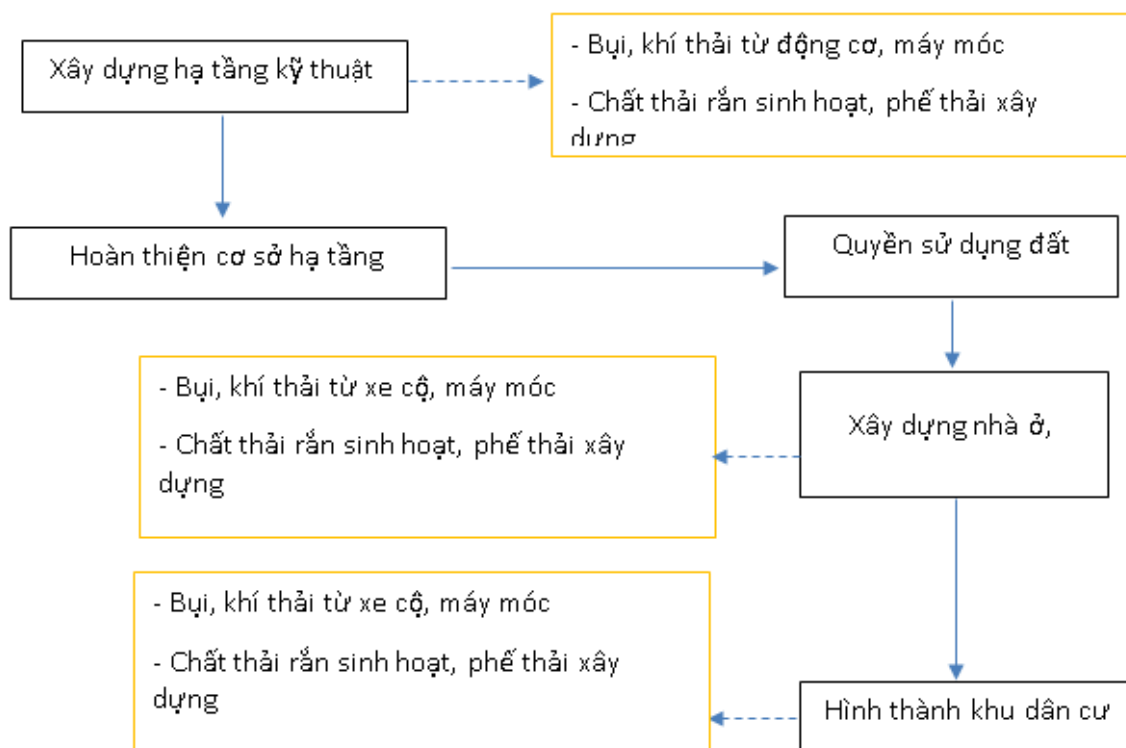 Xây dựng hạ tầng kỹ thuật
- Bụi, khí thải từ động cơ, máy móc
- Chất thải rắn sinh hoạt, phế thải xây
dựng
Hoàn thiện cơ sở hạ tầng
Quyền sử dụng đất
- Bụi, khí thải từ xe cộ, máy móc
- Chất thải rắn sinh hoạt, phế thải xây
dựng
Xây dựng nhà ở,
- Bụi, khí thải từ xe cộ, máy móc
- Chất thải rắn sinh hoạt, phế thải xây
dựng
Hình thành khu dân cư